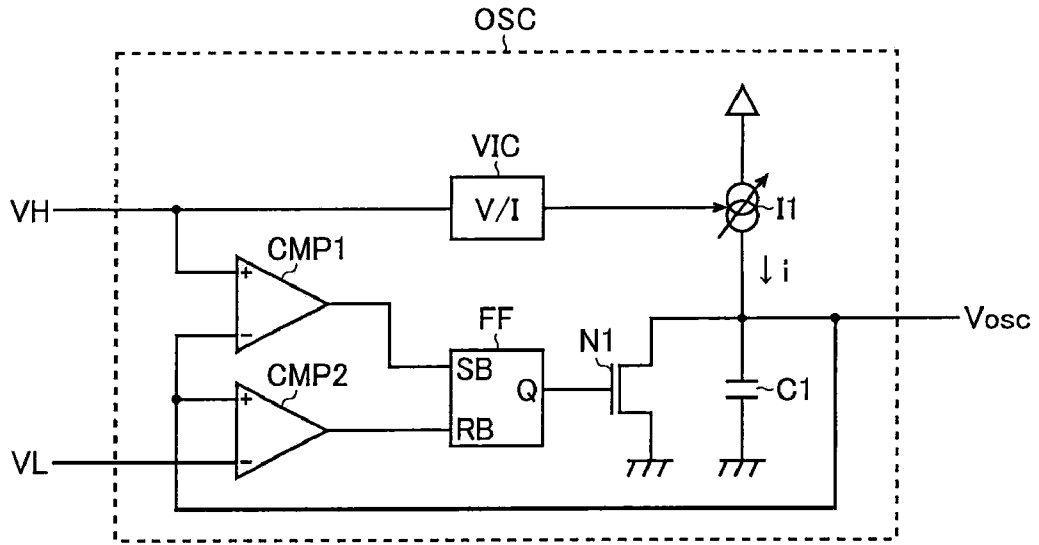 OSC
VIC
VH
V/I
I1
CMP1
+
↓i
−
FF
N1
Vosc
SB
CMP2
Q
C1
+
RB
VL
−